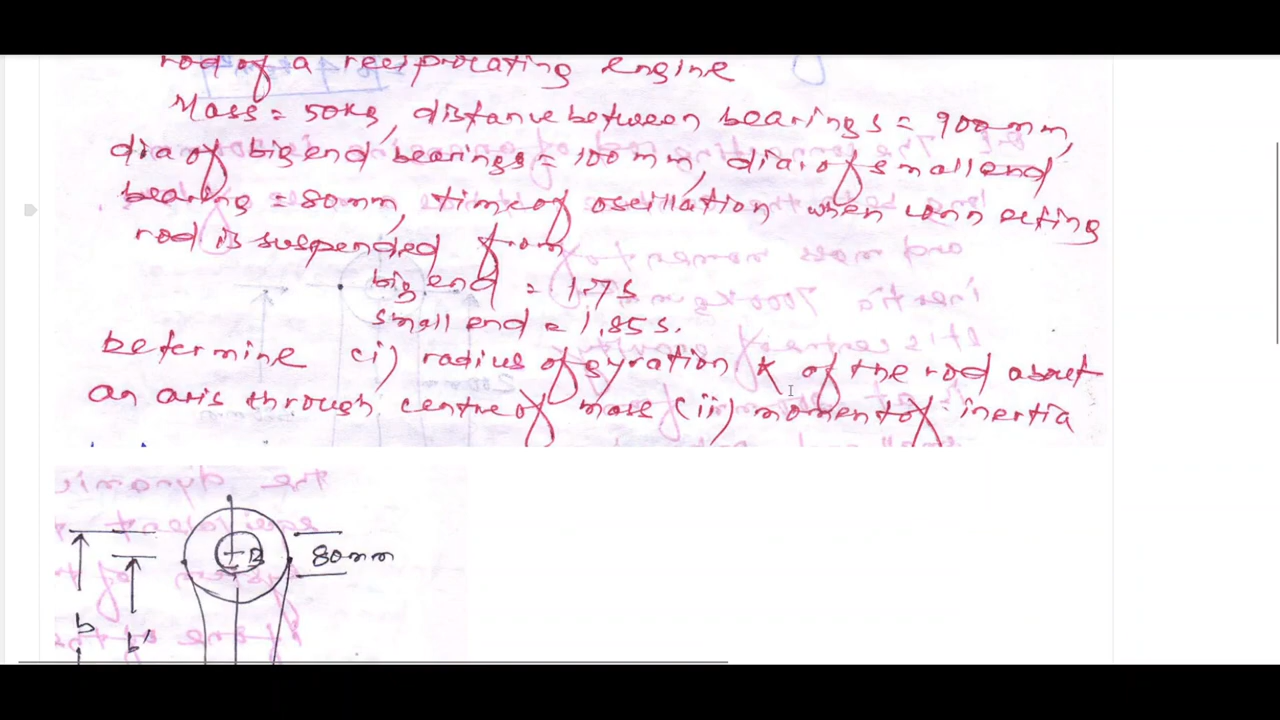 rod of a reciprocating engine
Mass = 50kg, distance between bearings = 900mm,
dia of big end bearings = 100mm, diar of small end
bearing = 80mm, time of oscillation when connecting
rod is suspended from
big end = 1.7s
small end = 1.85s.
Determine (i) radius of gyration K of the rod about
an axis through centre of mass (ii) moment of inertia
B
80mm
b
b'